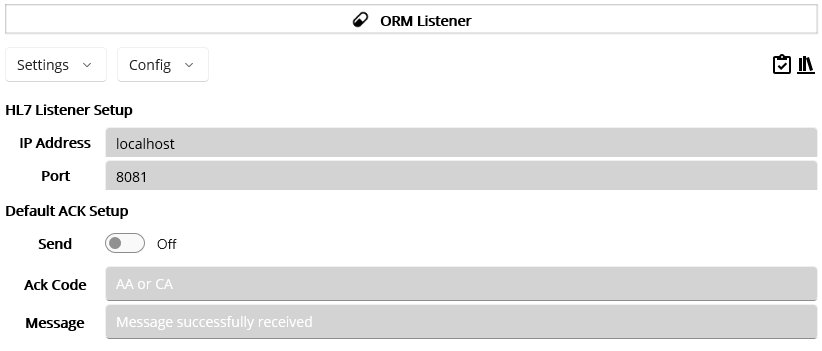 ORM Listener
Settings Config
HL7 Listener Setup
IP Address localhost
Port 8081
Default ACK Setup
Send Off
Ack Code AA or CA
Message Message successfully received